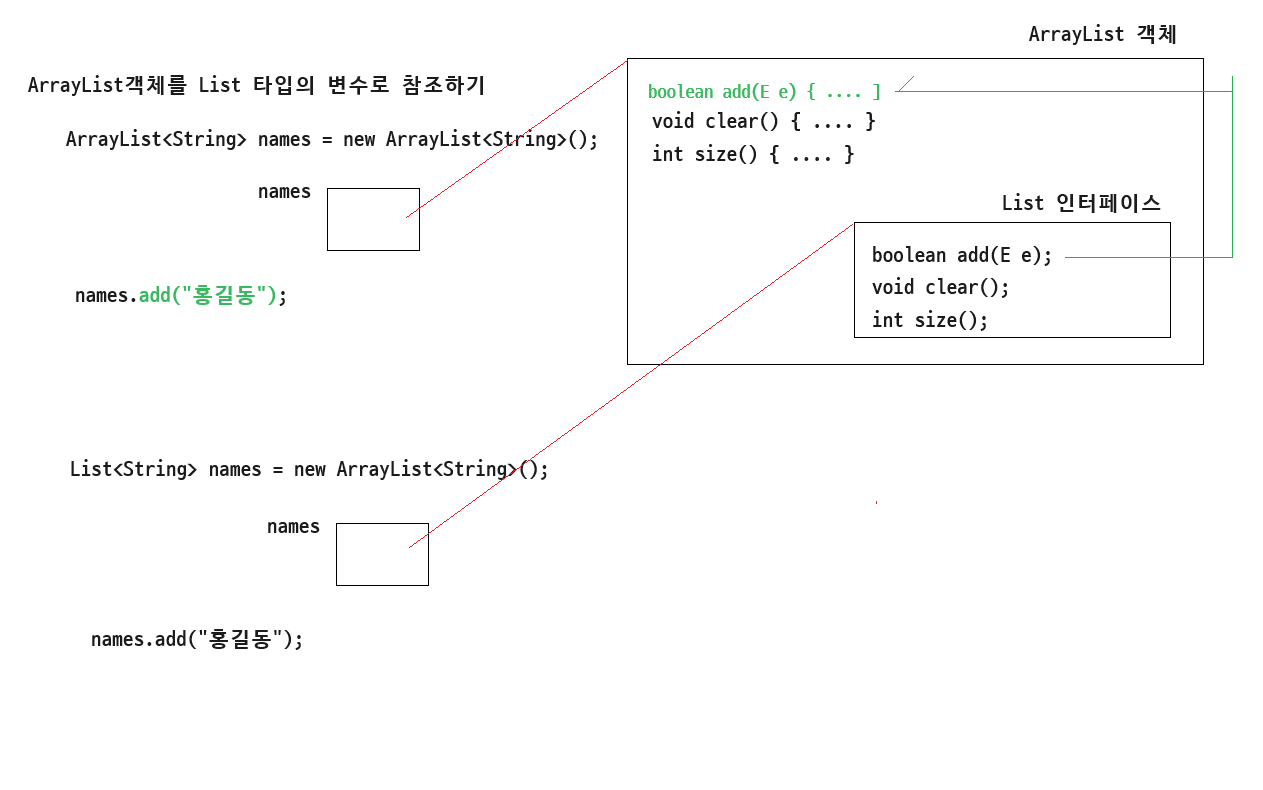 ArrayList객체를 List 타입의 변수로 참조하기
ArrayList<String> names = new ArrayList<String>();
names
names.add("홍길동");
ArrayList 객체
boolean add(E e) { .... ]
void clear() { .... }
int size() { .... }
List 인터페이스
boolean add(E e);
void clear();
int size();
List<String> names = new ArrayList<String>();
names
names.add("홍길동");